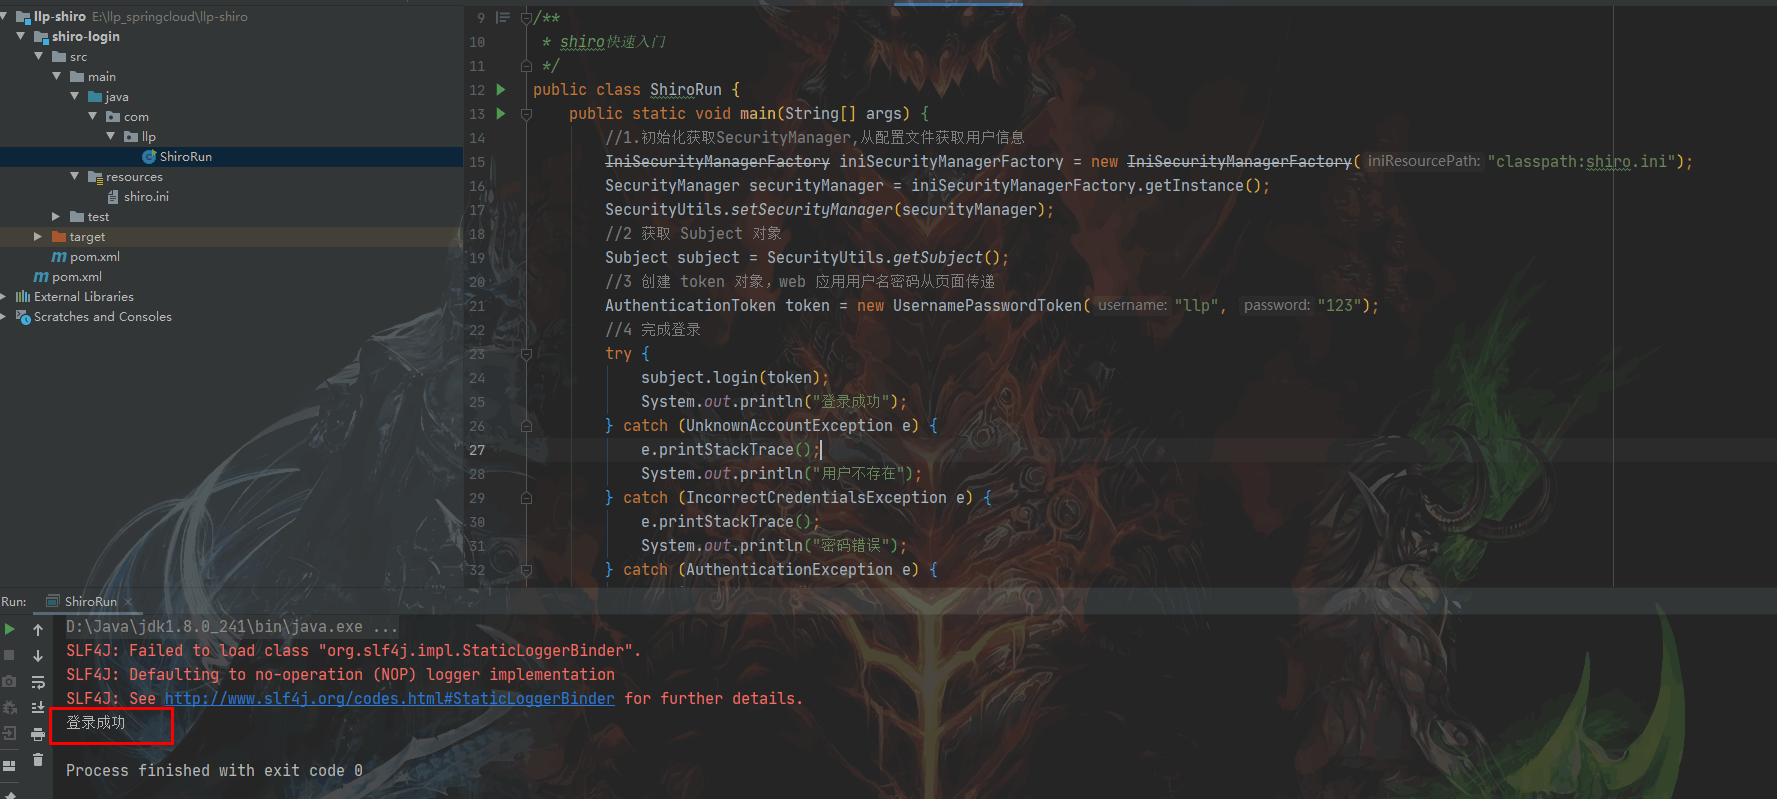 llp-shiro E:\llp_springcloud\llp-shiro
shiro-login
src
main
java
com
llp
ShiroRun
resources
shiro.ini
test
target
pom.xml
pom.xml
External Libraries
Scratches and Consoles
9 /**
10 * shiro快速入门
11 */
12 public class ShiroRun {
13 public static void main(String[] args) {
14 //1.初始化获取SecurityManager,从配置文件获取用户信息
15 IniSecurityManagerFactory iniSecurityManagerFactory = new IniSecurityManagerFactory( iniResourcePath: "classpath:shiro.ini");
16 SecurityManager securityManager = iniSecurityManagerFactory.getInstance();
17 SecurityUtils.setSecurityManager(securityManager);
18 //2 获取 Subject 对象
19 Subject subject = SecurityUtils.getSubject();
20 //3 创建 token 对象，web 应用用户名密码从页面传递
21 AuthenticationToken token = new UsernamePasswordToken( username: "llp", password: "123");
22 //4 完成登录
23 try {
24 subject.login(token);
25 System.out.println("登录成功");
26 } catch (UnknownAccountException e) {
27 e.printStackTrace();
28 System.out.println("用户不存在");
29 } catch (IncorrectCredentialsException e) {
30 e.printStackTrace();
31 System.out.println("密码错误");
32 } catch (AuthenticationException e) {
Run: ShiroRun ×
D:\Java\jdk1.8.0_241\bin\java.exe ...
SLF4J: Failed to load class "org.slf4j.impl.StaticLoggerBinder".
SLF4J: Defaulting to no-operation (NOP) logger implementation
SLF4J: See http://www.slf4j.org/codes.html#StaticLoggerBinder for further details.
登录成功
Process finished with exit code 0